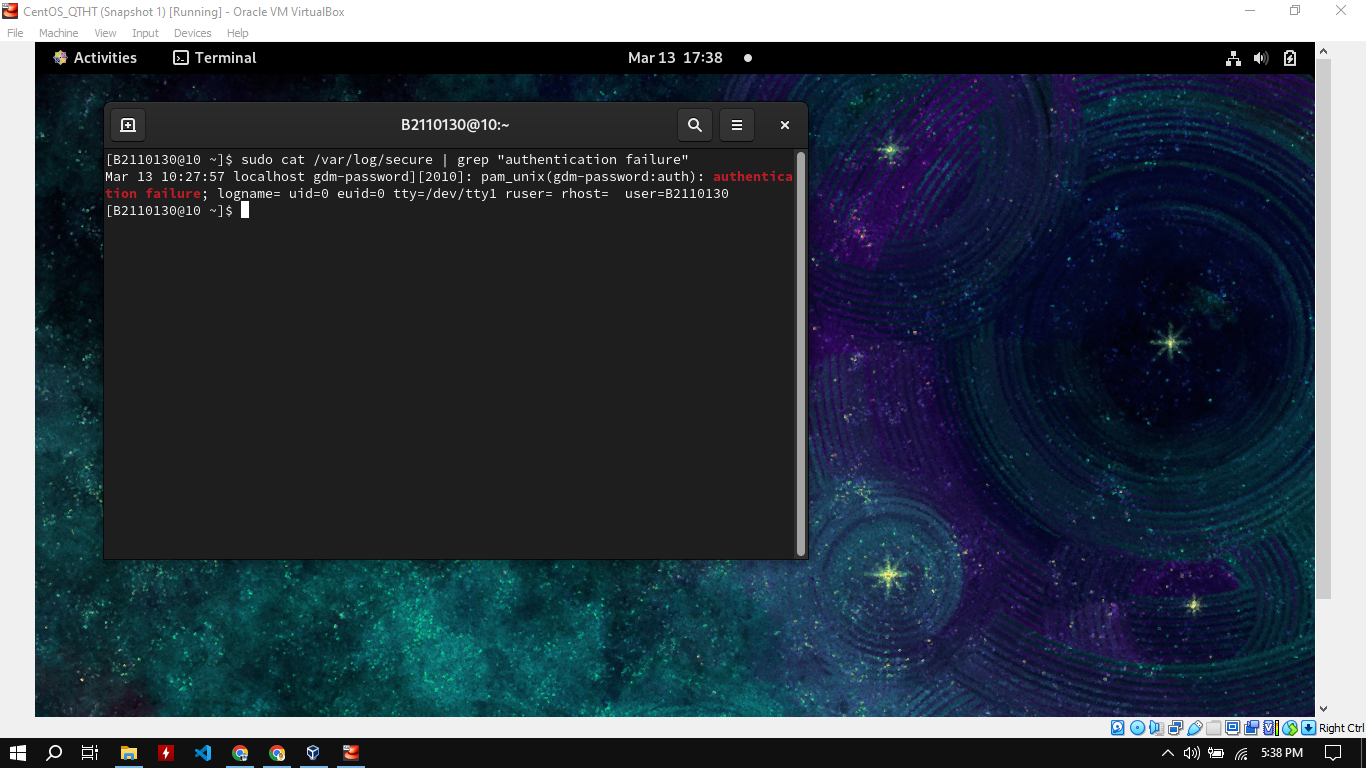 CentOS_QTHT (Snapshot 1) [Running] - Oracle VM VirtualBox
File Machine View Input Devices Help
Activities Terminal Mar 13 17:38
B2110130@10:~
[B2110130@10 ~]$ sudo cat /var/log/secure | grep "authentication failure"
Mar 13 10:27:57 localhost gdm-password][2010]: pam_unix(gdm-password:auth): authentica
tion failure; logname= uid=0 euid=0 tty=/dev/tty1 ruser= rhost=  user=B2110130
[B2110130@10 ~]$
Right Ctrl
5:38 PM